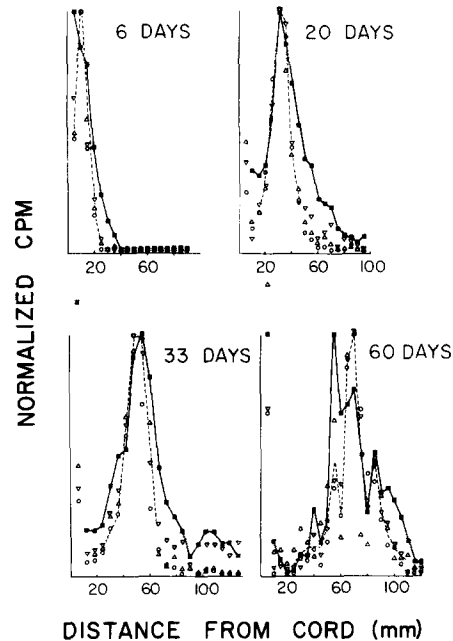 6 DAYS
20 DAYS
20 60
20 60 100
NORMALIZED CPM
33 DAYS
60 DAYS
20 60 100
20 60 100
DISTANCE FROM CORD (mm)